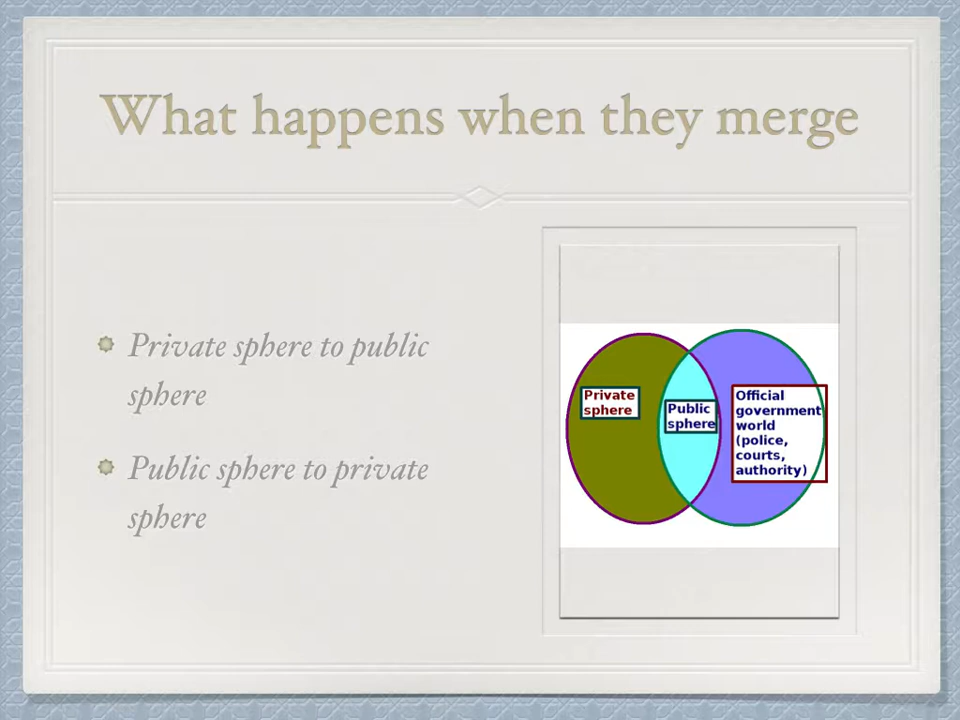 What happens when they merge
Private sphere to public
sphere
Public sphere to private
sphere
Private
sphere
Public
sphere
Official
government
world
(police,
courts,
authority)